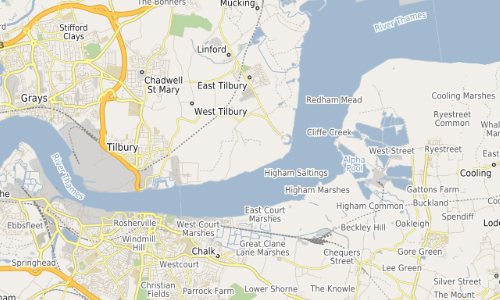 The Bonners
Mucking
River Thames
Stifford
Clays
Linford
Chadwell
St Mary
East Tilbury
Grays
Redham Mead
Cooling Marshes
West Tilbury
Ryestreet
Common
Cliffe Creek
Tilbury
West Street
Ryestreet
River Thames
Alpha
Pool
Higham Saltings
Cooling
Higham Marshes
Gattons Farm
Buckland
Higham Common
East Court
Marshes
Spendiff
Rosherville
West Court
Marshes
Oakleigh
Ebbsfleet
Windmill
Hill
Beckley Hill
Great Clane
Lane Marshes
Chalk
Chequers
Street
Gore Green
Springhead
Westcourt
Lee Green
Christian
Fields
Parrock Farm
Lower Shorne
The Knowle
Silver Street
The Mount